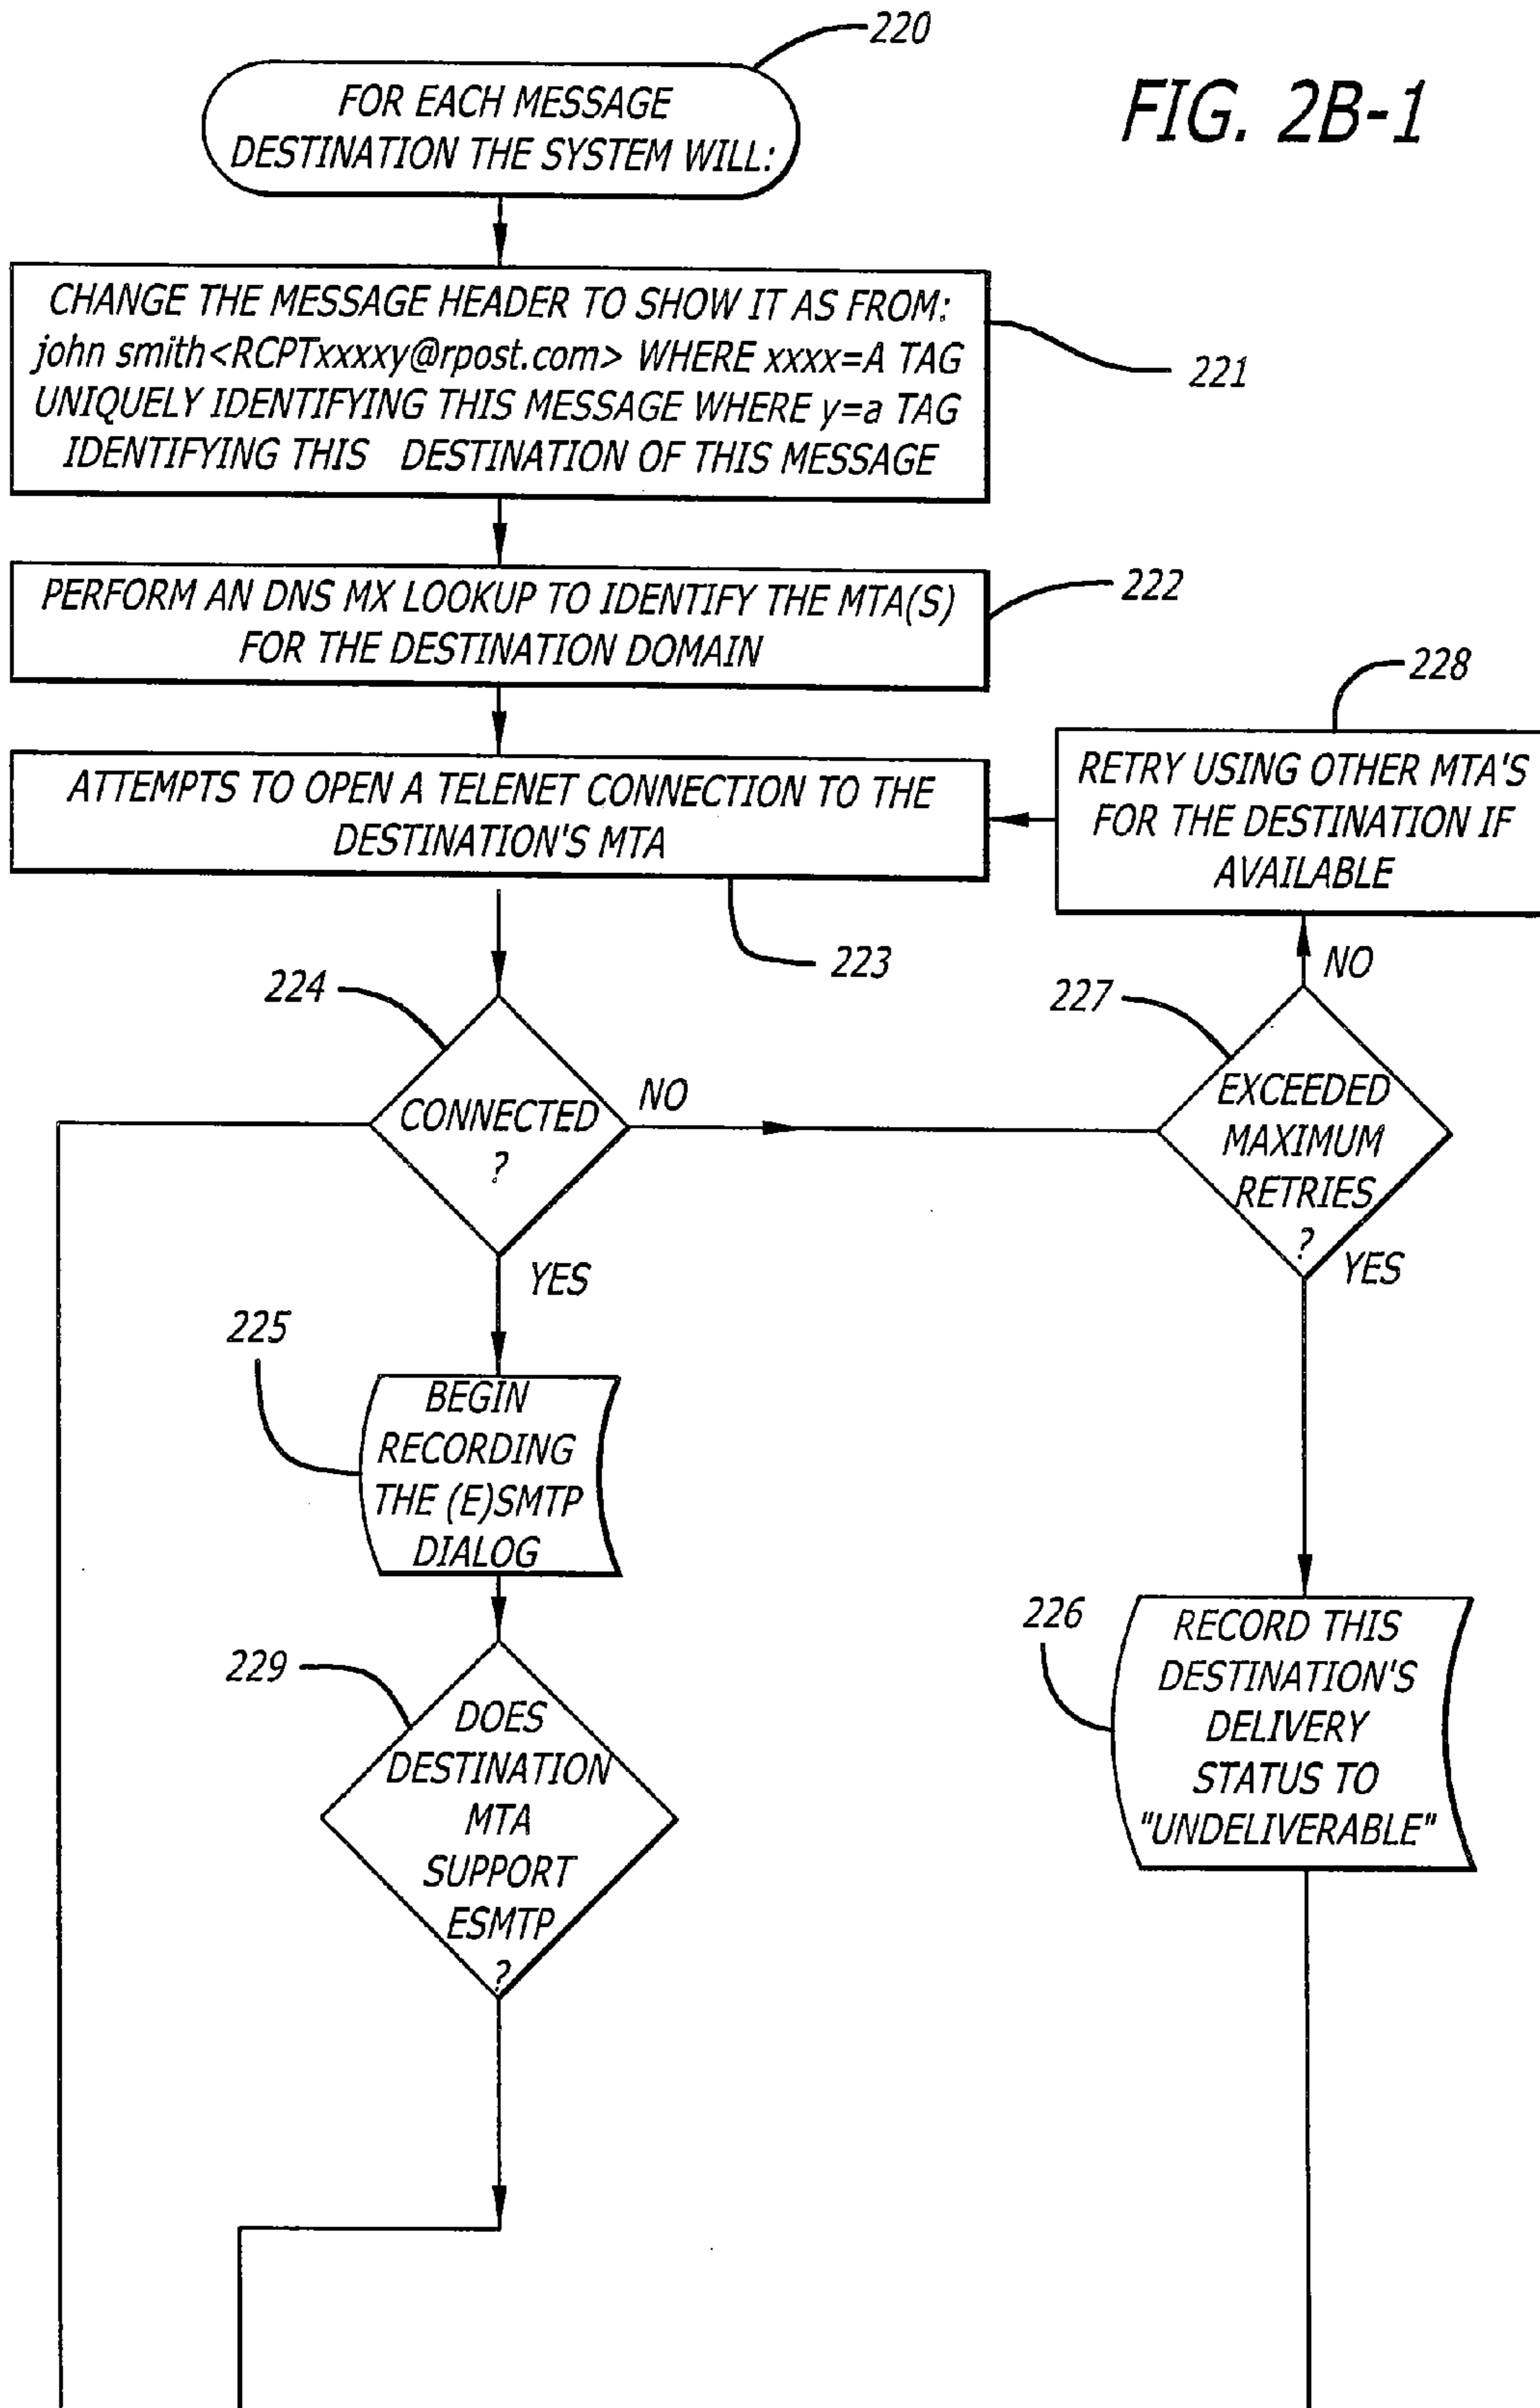 220
FIG. 2B-1
FOR EACH MESSAGE
DESTINATION THE SYSTEM WILL:
CHANGE THE MESSAGE HEADER TO SHOW IT AS FROM:
john smith<RCPTxxxxy@rpost.com> WHERE xxxx=A TAG
UNIQUELY IDENTIFYING THIS MESSAGE WHERE y=a TAG
IDENTIFYING THIS DESTINATION OF THIS MESSAGE
221
PERFORM AN DNS MX LOOKUP TO IDENTIFY THE MTA(S)
FOR THE DESTINATION DOMAIN
222
228
ATTEMPTS TO OPEN A TELENET CONNECTION TO THE
DESTINATION'S MTA
RETRY USING OTHER MTA'S
FOR THE DESTINATION IF
AVAILABLE
223
NO
224
227
CONNECTED
?
NO
EXCEEDED
MAXIMUM
RETRIES
?
YES
YES
225
BEGIN
RECORDING
THE (E)SMTP
DIALOG
226
RECORD THIS
DESTINATION'S
DELIVERY
STATUS TO
"UNDELIVERABLE"
229
DOES
DESTINATION
MTA
SUPPORT
ESMTP
?